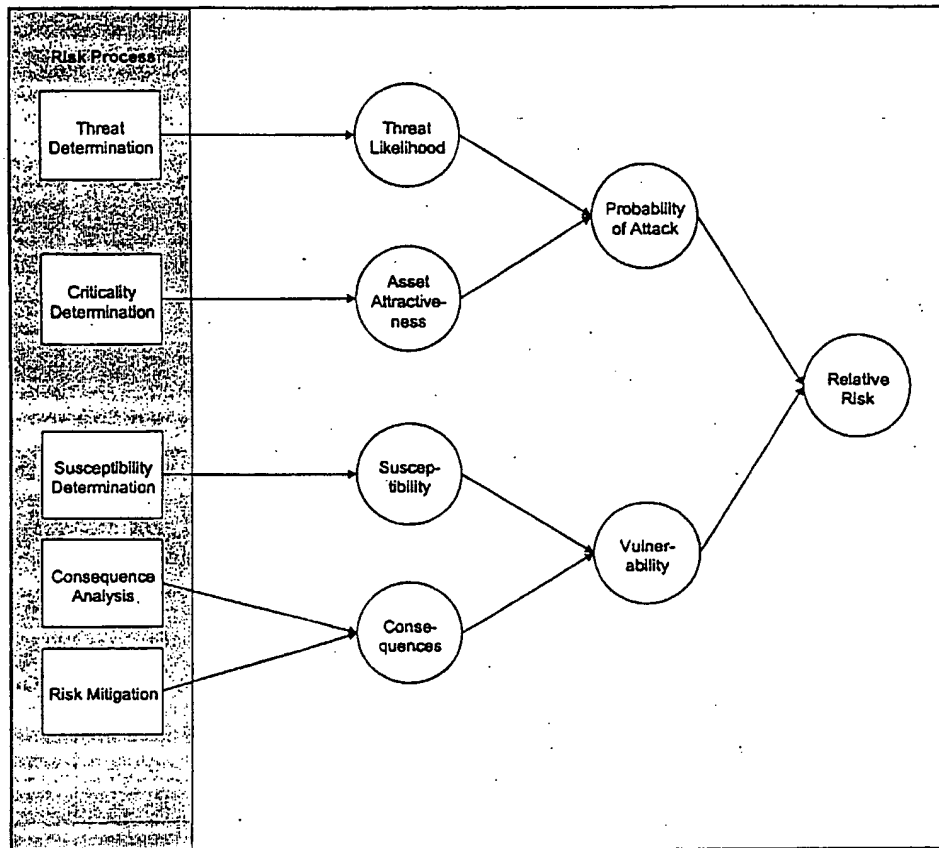 Risk Process
Threat
Determination
Threat
Likelihood
Probability
of Attack
Criticality
Determination
Asset
Attractive-
ness
Relative
Risk
Susceptibility
Determination
Suscep-
tibility
Consequence
Analysis
Vulner-
ability
Conse-
quences
Risk Mitigation